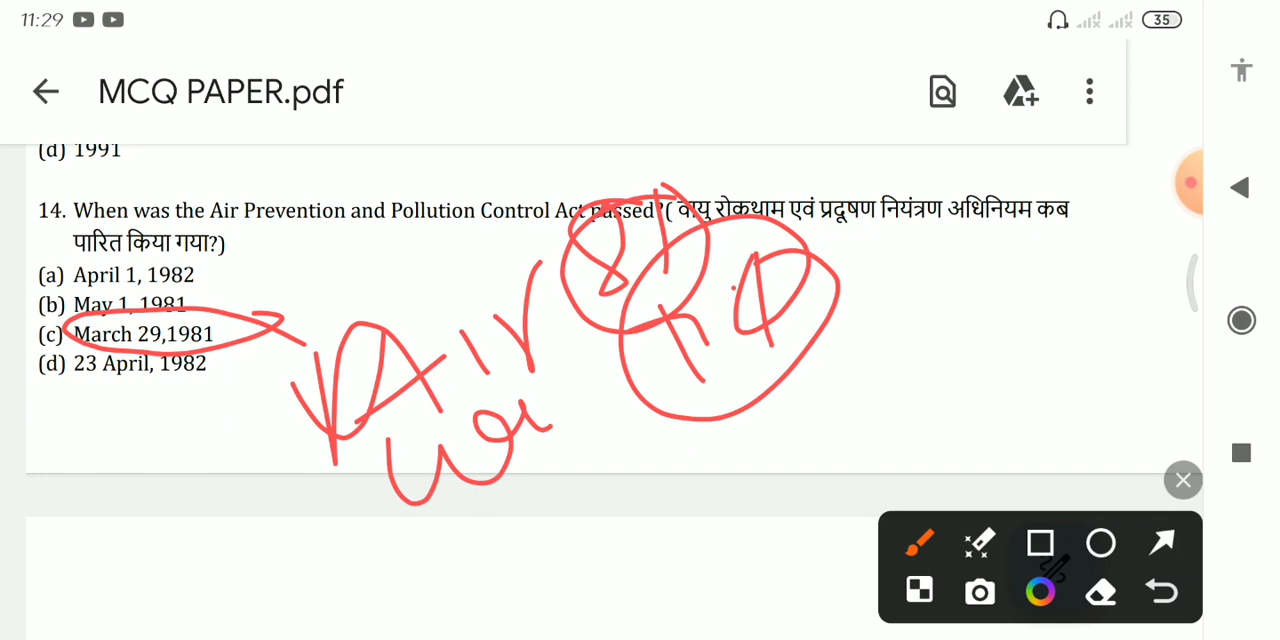 11:29
35
MCQ PAPER.pdf
(d) 1991
14. When was the Air Prevention and Pollution Control Act passed?( वायु रोकथाम एवं प्रदूषण नियंत्रण अधिनियम कब
पारित किया गया?)
(a) April 1, 1982
(b) May 1, 1981
(c) March 29,1981
(d) 23 April, 1982
Air 81